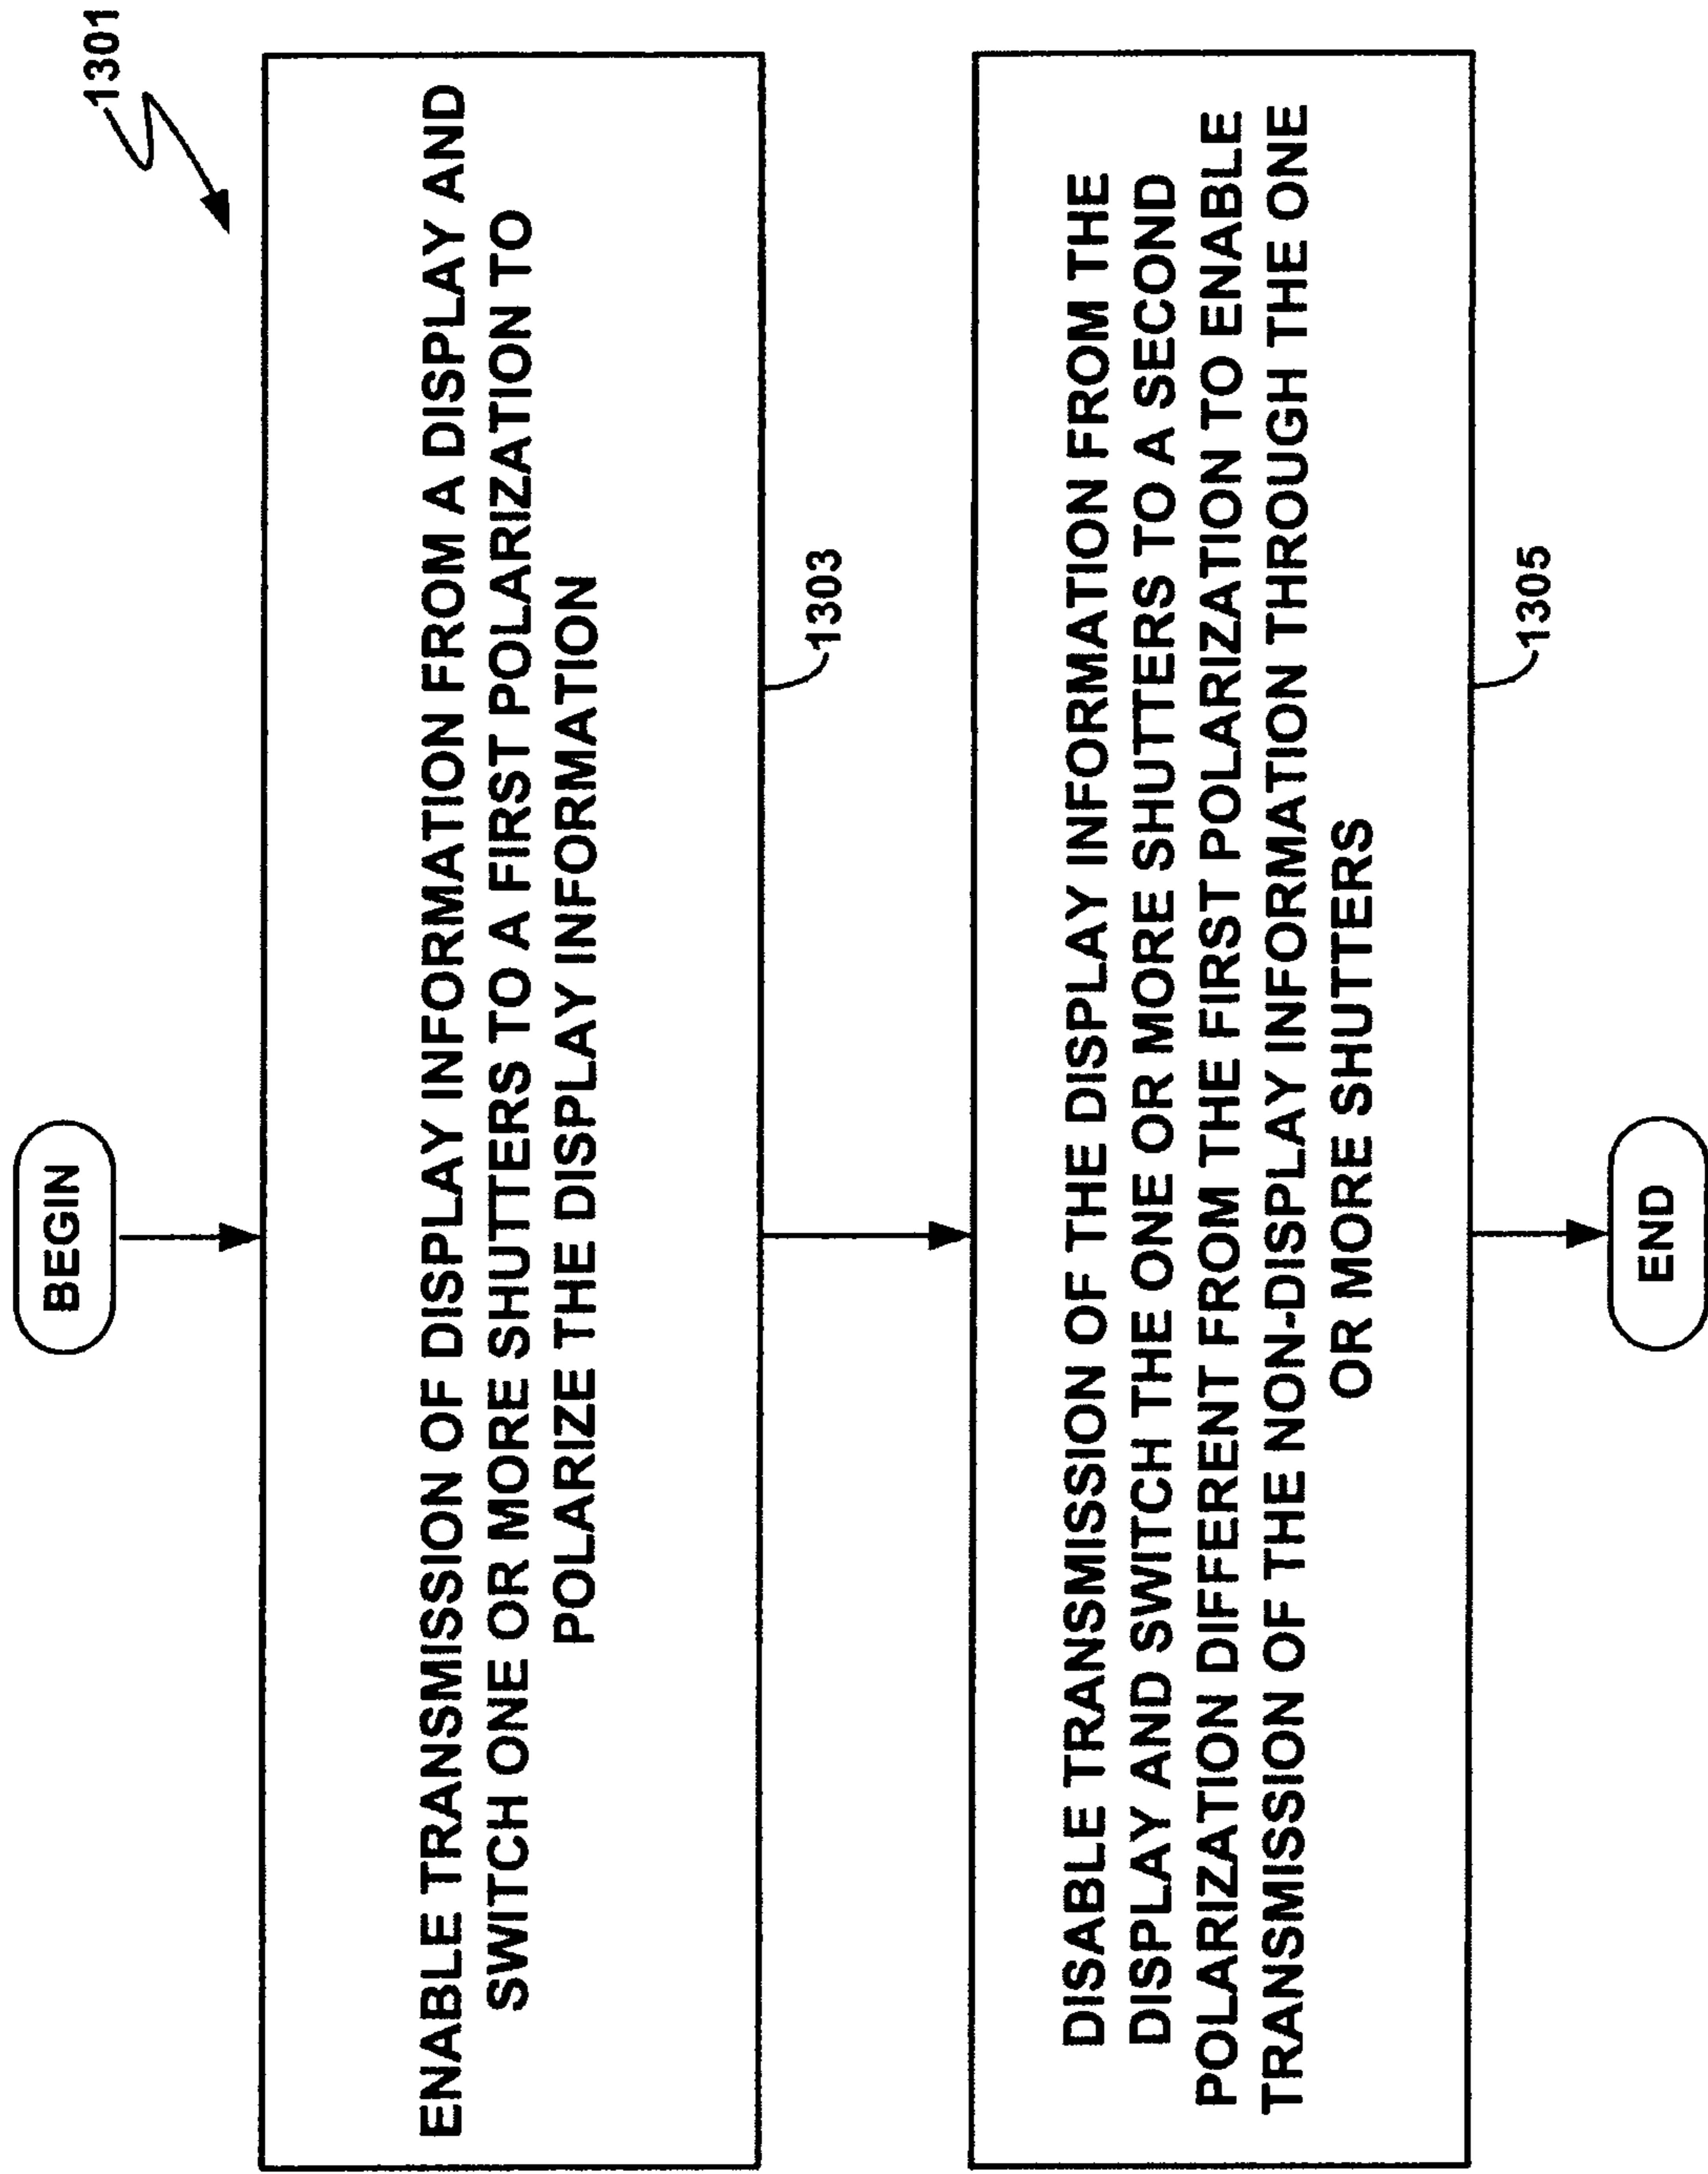 1301
BEGIN
ENABLE TRANSMISSION OF DISPLAY INFORMATION FROM A DISPLAY AND
SWITCH ONE OR MORE SHUTTERS TO A FIRST POLARIZATION TO
POLARIZE THE DISPLAY INFORMATION
1303
DISABLE TRANSMISSION OF THE DISPLAY INFORMATION FROM THE
DISPLAY AND SWITCH THE ONE OR MORE SHUTTERS TO A SECOND
POLARIZATION DIFFERENT FROM THE FIRST POLARIZATION TO ENABLE
TRANSMISSION OF THE NON-DISPLAY INFORMATION THROUGH THE ONE
OR MORE SHUTTERS
1305
END